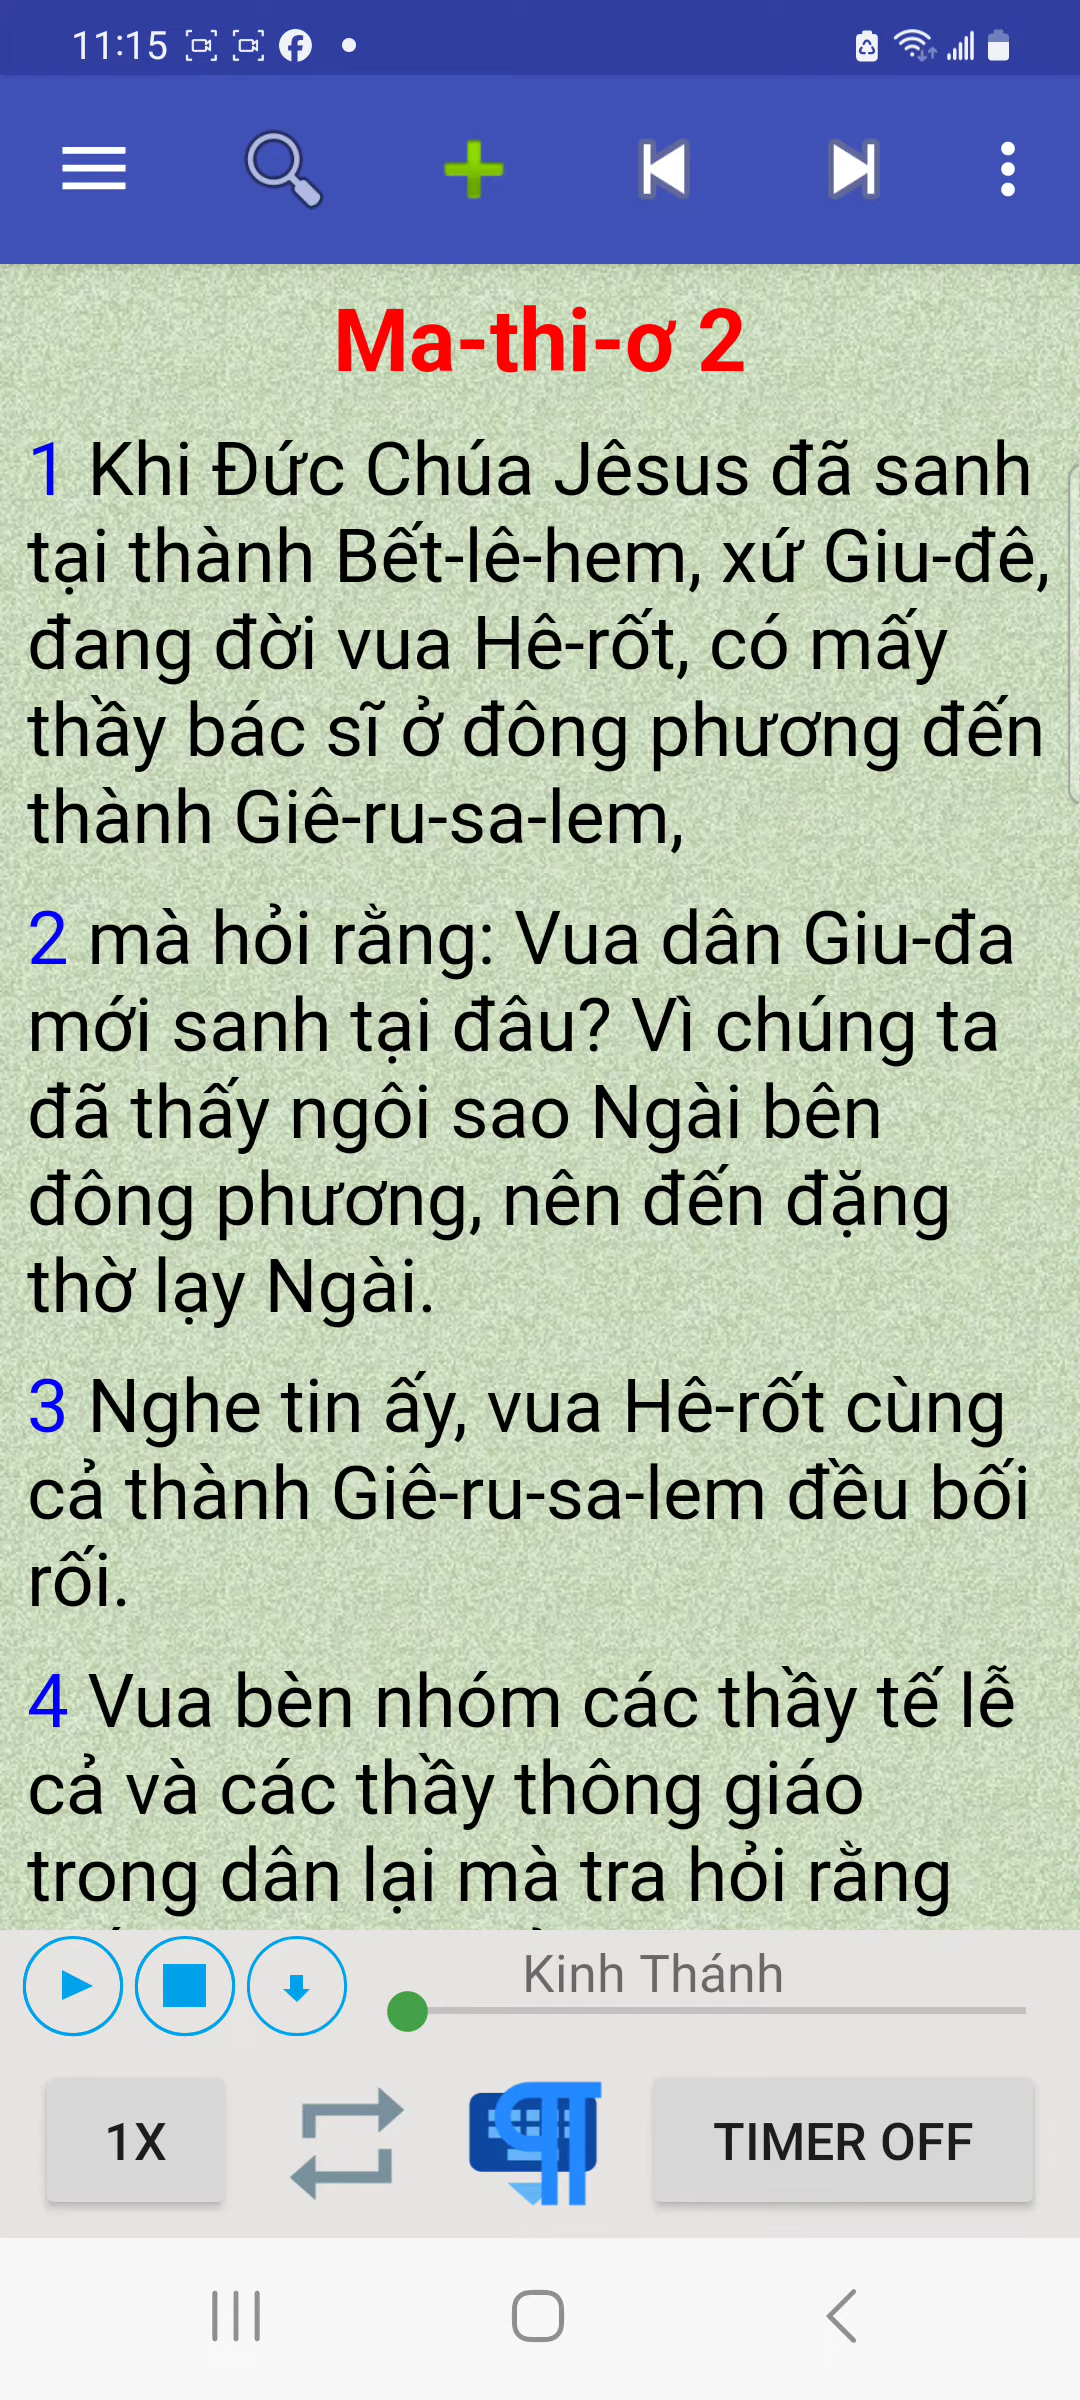 11:15
Ma-thi-ơ 2
1 Khi Đức Chúa Jêsus đã sanh
tại thành Bết-lê-hem, xứ Giu-đê,
đang đời vua Hê-rốt, có mấy
thầy bác sĩ ở đông phương đến
thành Giê-ru-sa-lem,
2 mà hỏi rằng: Vua dân Giu-đa
mới sanh tại đâu? Vì chúng ta
đã thấy ngôi sao Ngài bên
đông phương, nên đến đặng
thờ lạy Ngài.
3 Nghe tin ấy, vua Hê-rốt cùng
cả thành Giê-ru-sa-lem đều bối
rối.
4 Vua bèn nhóm các thầy tế lễ
cả và các thầy thông giáo
trong dân lại mà tra hỏi rằng
Kinh Thánh
1X
TIMER OFF